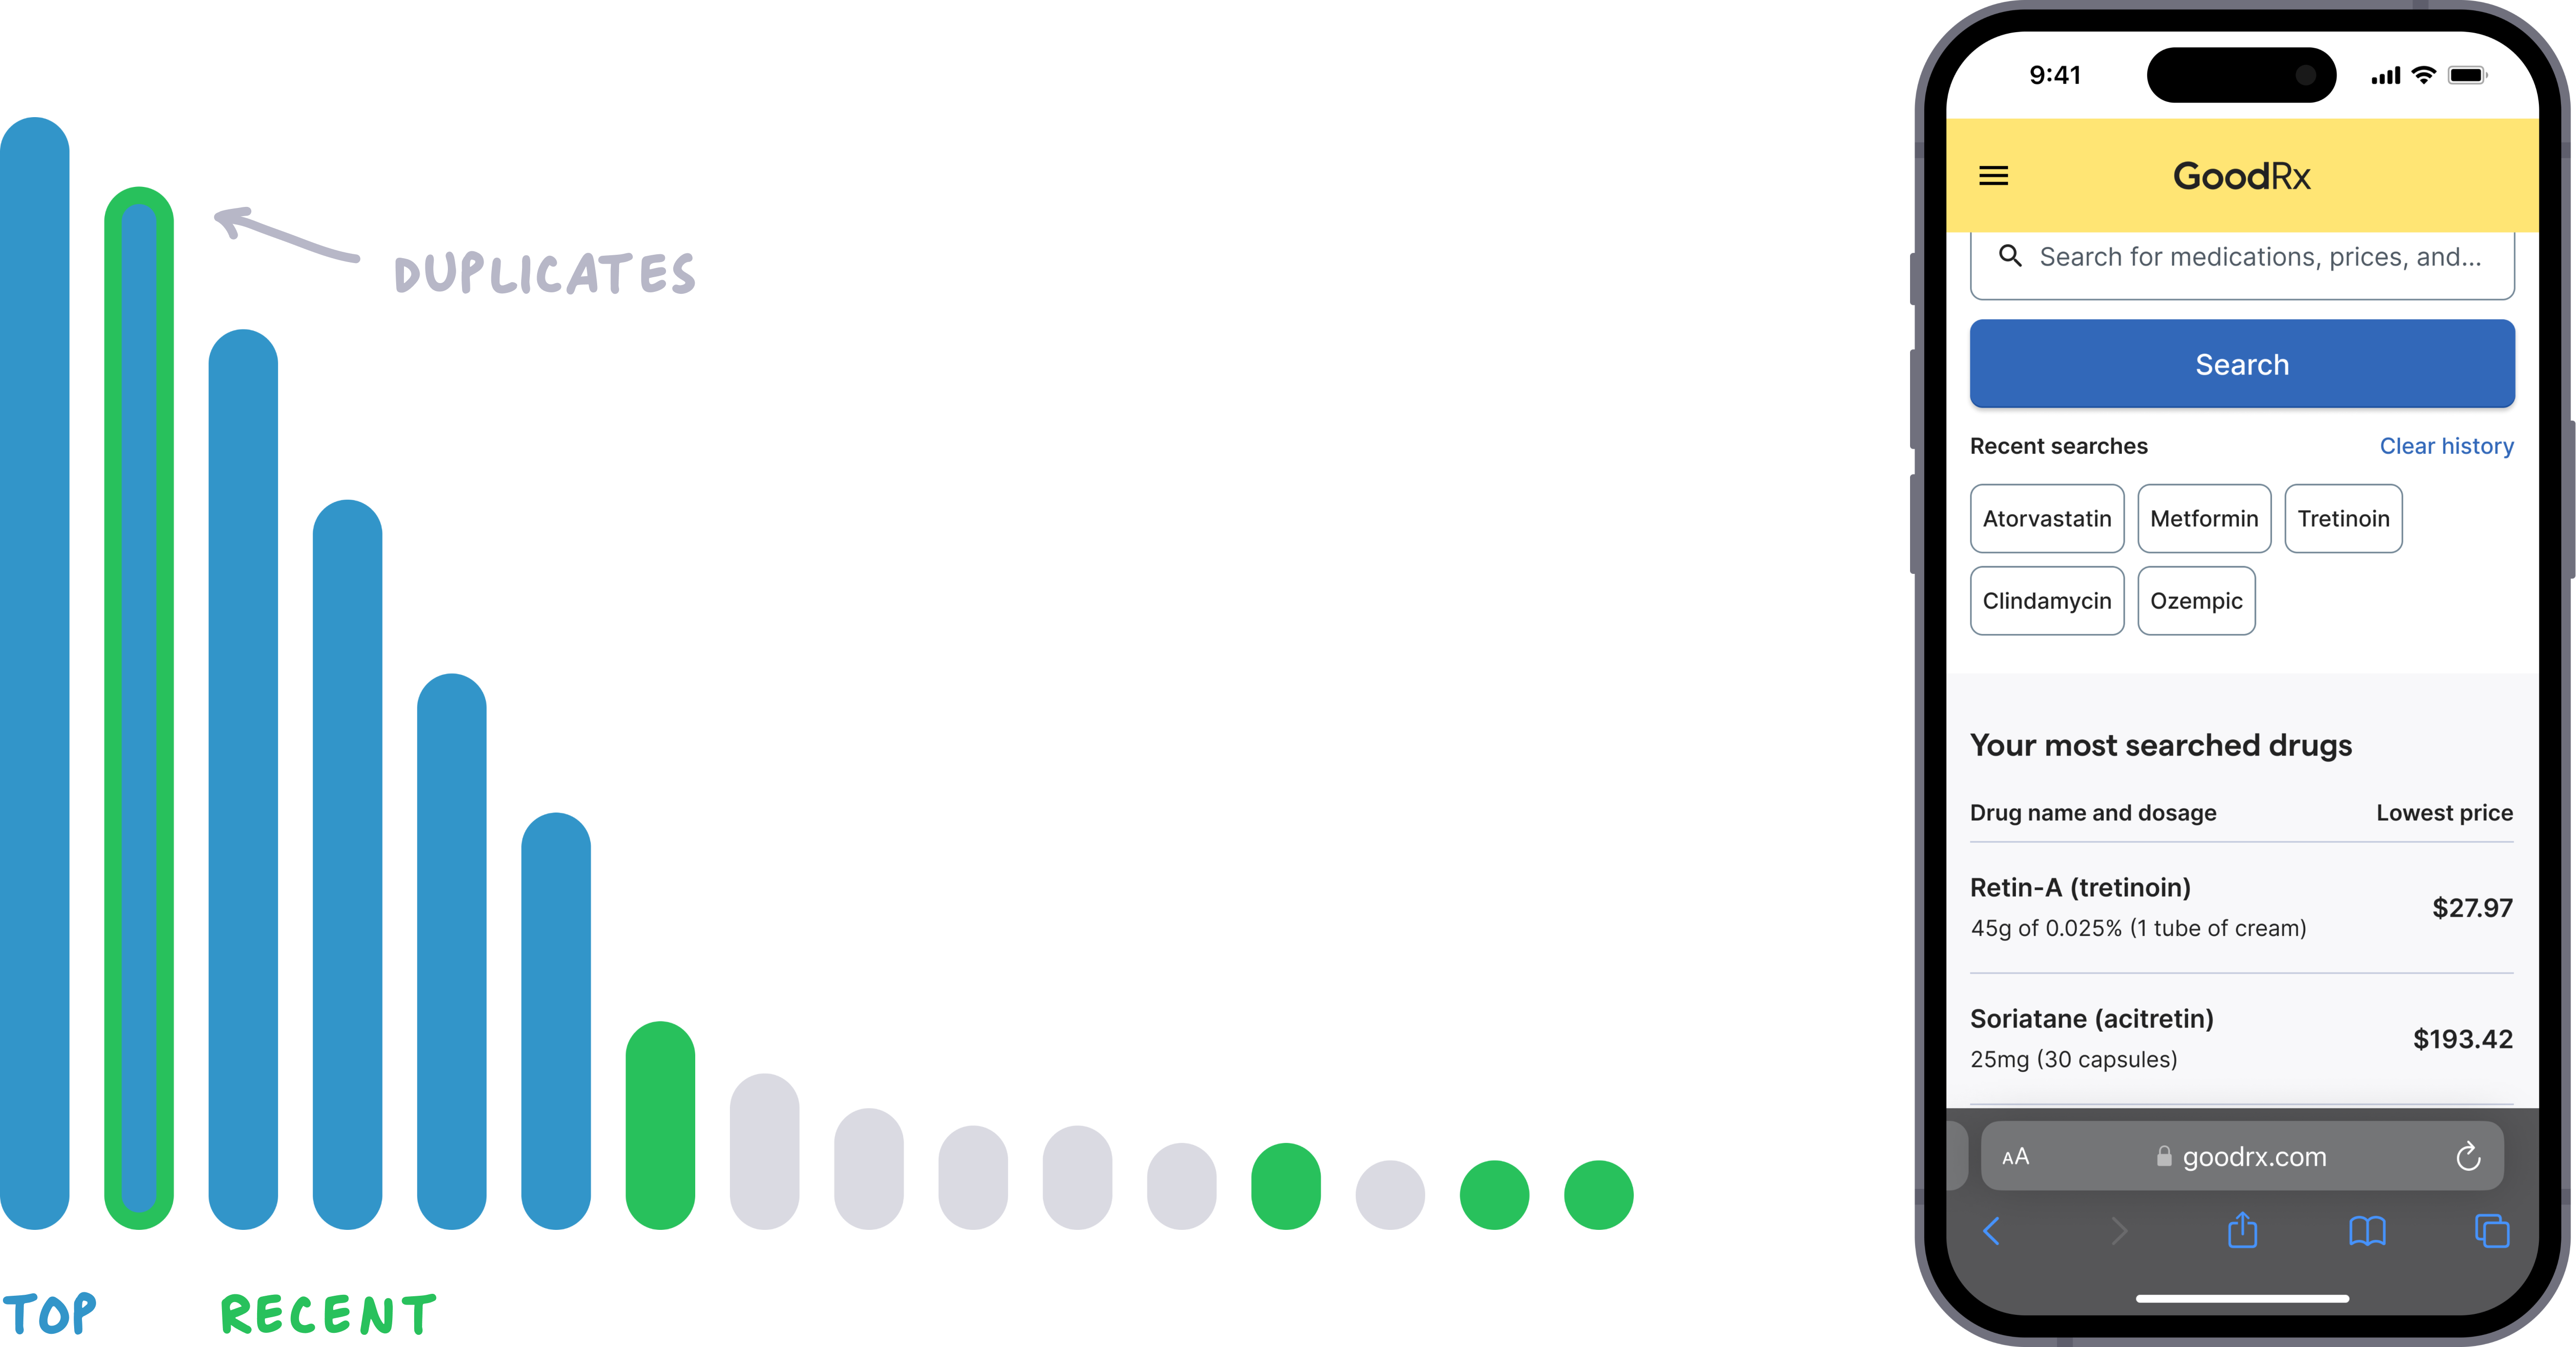 DUPLICATES
TOP
RECENT
9:41
GoodRx
Search for medications, prices, and...
Search
Recent searches
Clear history
Atorvastatin
Metformin
Tretinoin
Clindamycin
Ozempic
Your most searched drugs
Drug name and dosage
Lowest price
Retin-A (tretinoin)
$27.97
45g of 0.025% (1 tube of cream)
Soriatane (acitretin)
$193.42
25mg (30 capsules)
AA
goodrx.com